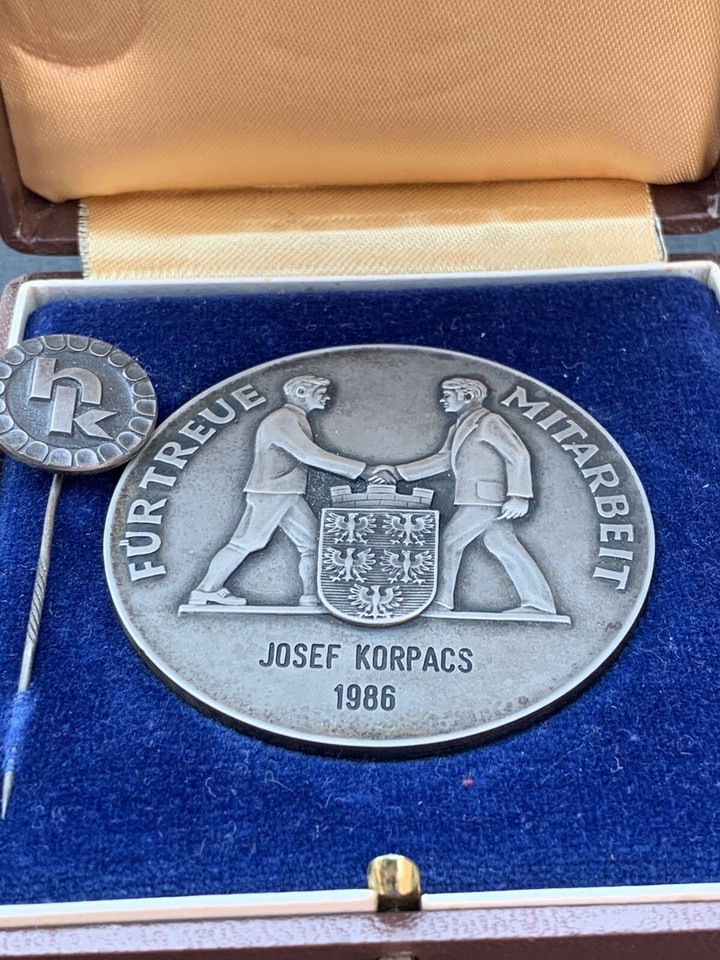 hk
FÜR TREUE MITARBEIT
JOSEF KORPACS
1986